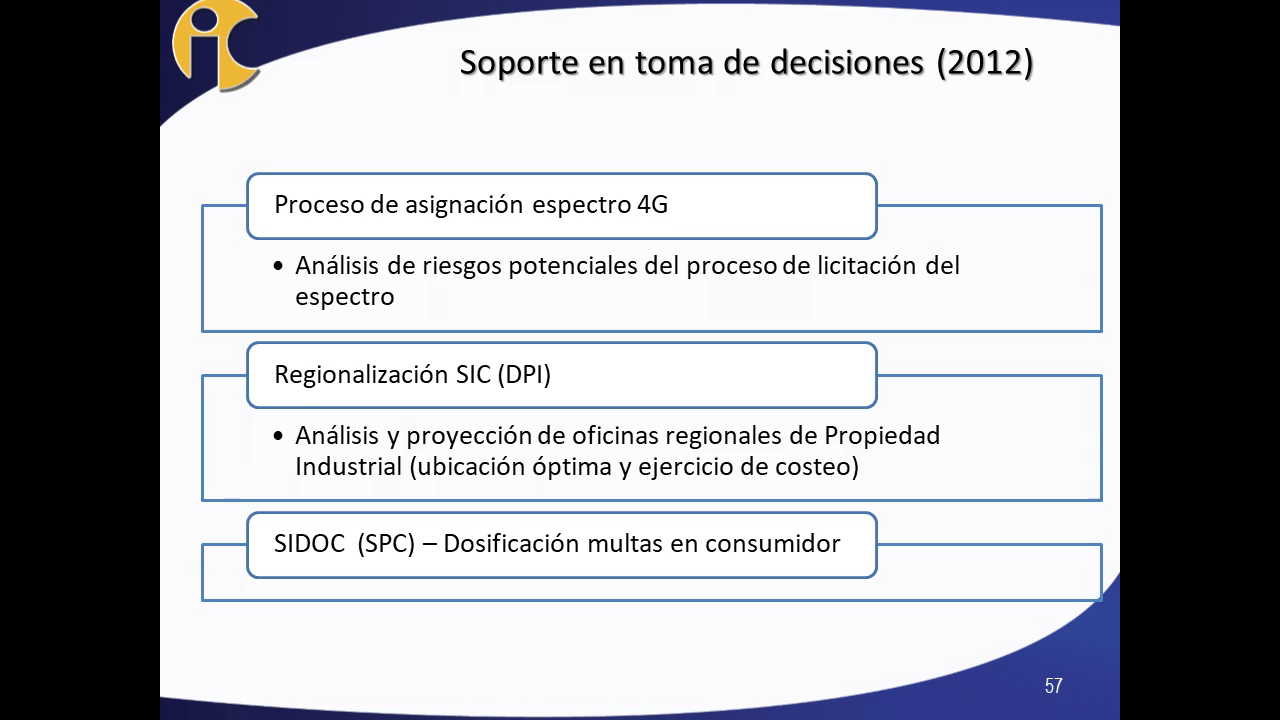 Soporte en toma de decisiones (2012)
Proceso de asignación espectro 4G
• Análisis de riesgos potenciales del proceso de licitación del
espectro
Regionalización SIC (DPI)
• Análisis y proyección de oficinas regionales de Propiedad
Industrial (ubicación óptima y ejercicio de costeo)
SIDOC (SPC) – Dosificación multas en consumidor
57